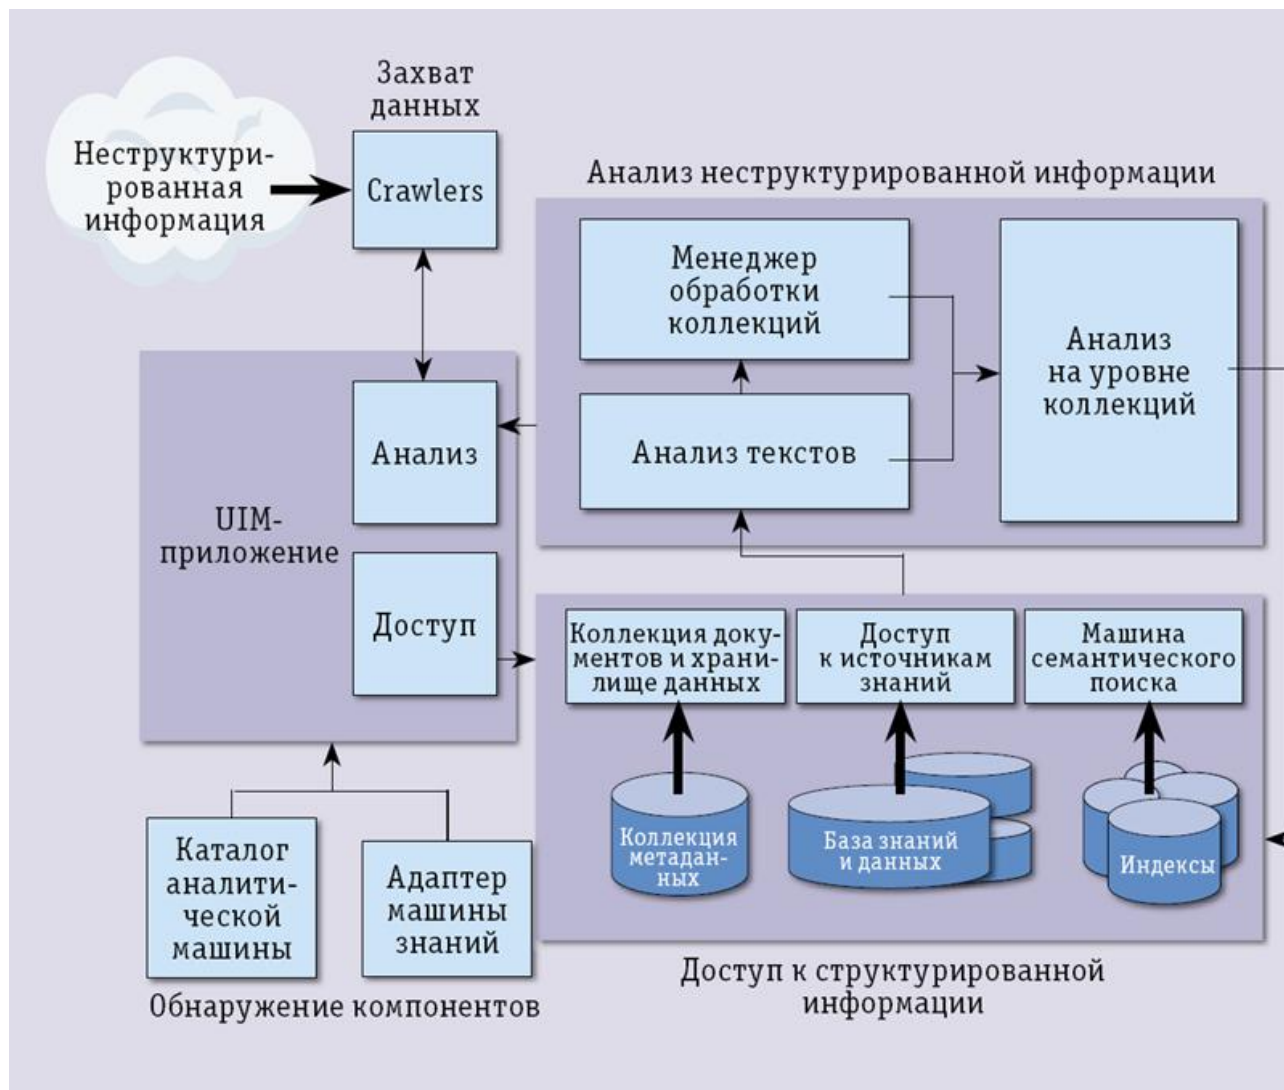 Захват
данных
Неструктури-
рованная
информация
Crawlers
Анализ неструктурированной информации
Менеджер
обработки
коллекций
Анализ
на уровне
коллекций
Анализ текстов
Анализ
UIM-
приложение
Доступ
Коллекция доку-
ментов и храни-
лище данных
Доступ
к источникам
знаний
Машина
семантического
поиска
Коллекция
метадан-
ных
База знаний
и данных
Индексы
Каталог
аналити-
ческой
машины
Адаптер
машины
знаний
Обнаружение компонентов
Доступ к структурированной
информации